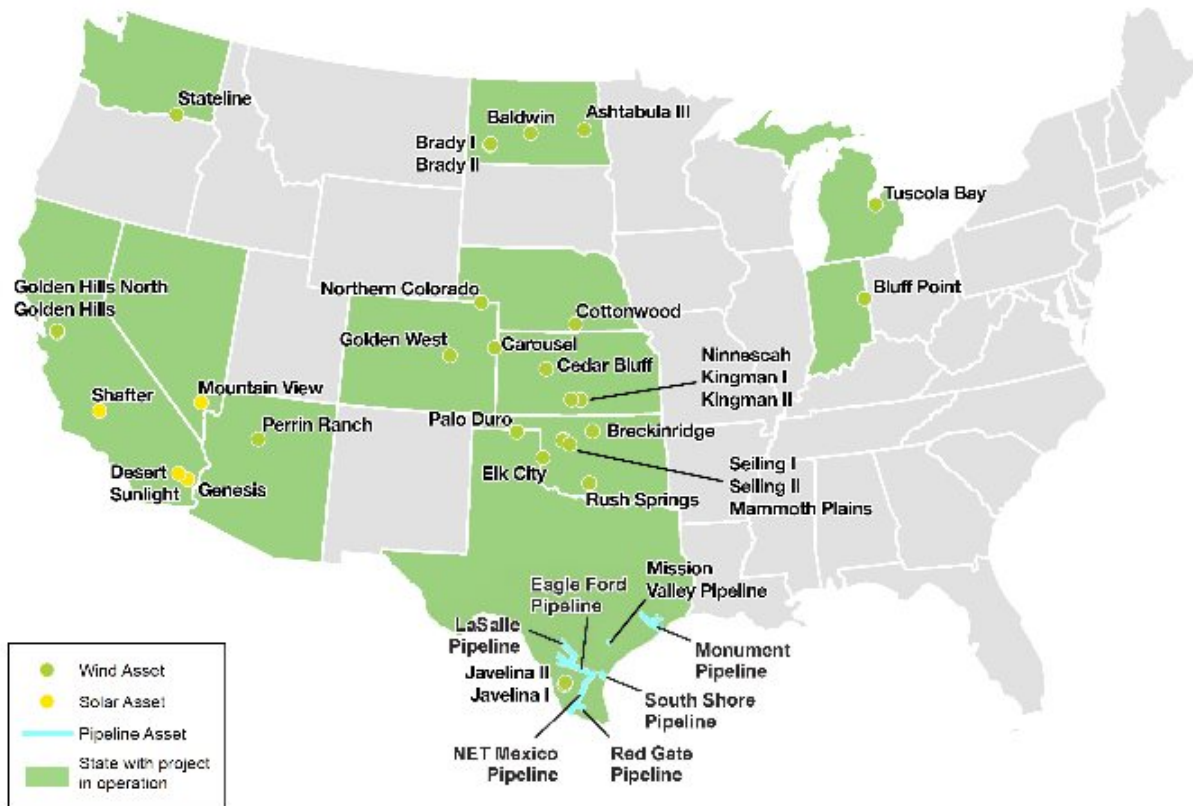 Stateline
Baldwin
Ashtabula III
Brady I
Brady II
Tuscola Bay
Golden Hills North
Golden Hills
Northern Colorado
Bluff Point
Cottonwood
Golden West
Carousel
Cedar Bluff
Ninnescah
Kingman I
Kingman II
Shafter
Mountain View
Perrin Ranch
Palo Duro
Breckinridge
Desert
Sunlight
Genesis
Elk City
Rush Springs
Seiling I
Seiling II
Mammoth Plains
Mission
Valley Pipeline
Eagle Ford
Pipeline
LaSalle
Pipeline
Monument
Pipeline
Javelina II
Javelina I
South Shore
Pipeline
NET Mexico
Pipeline
Red Gate
Pipeline
Wind Asset
Solar Asset
Pipeline Asset
State with project
in operation